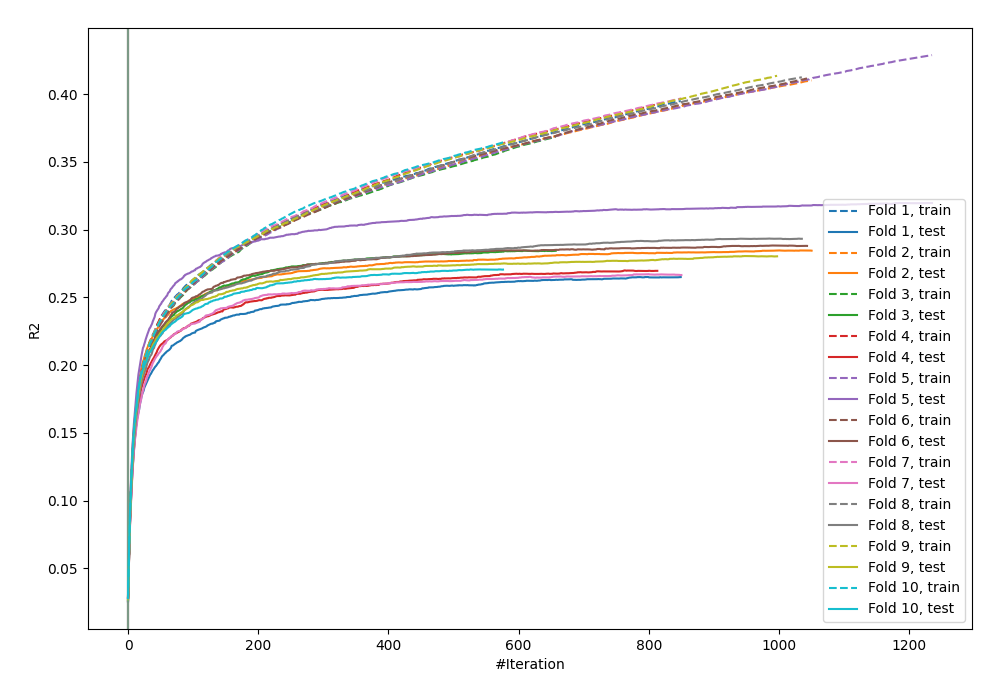 0.40
0.35
0.30
0.25
0.20
0.15
0.10
0.05
R2
0
200
400
600
800
1000
1200
#Iteration
Fold 1, train
Fold 1, test
Fold 2, train
Fold 2, test
Fold 3, train
Fold 3, test
Fold 4, train
Fold 4, test
Fold 5, train
Fold 5, test
Fold 6, train
Fold 6, test
Fold 7, train
Fold 7, test
Fold 8, train
Fold 8, test
Fold 9, train
Fold 9, test
Fold 10, train
Fold 10, test